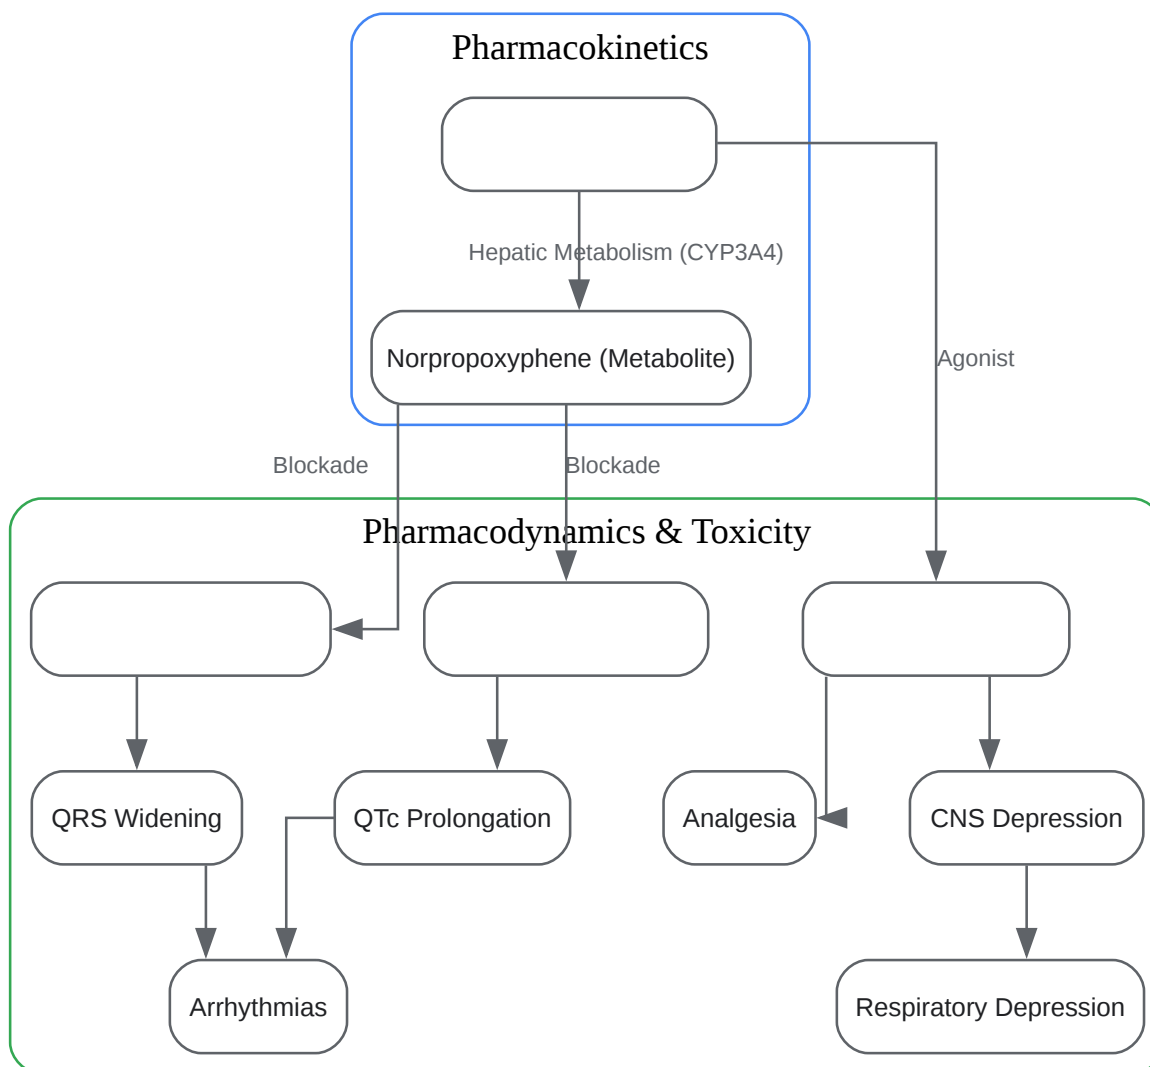 Pharmacokinetics
Hepatic Metabolism (CYP3A4)
Norpropoxyphene (Metabolite)
Agonist
Blockade
Blockade
Pharmacodynamics & Toxicity
QRS Widening
QTc Prolongation
Analgesia
CNS Depression
Arrhythmias
Respiratory Depression